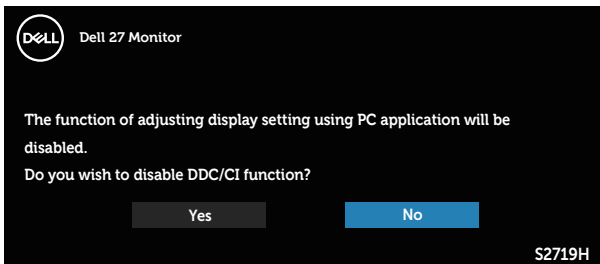 DELL
Dell 27 Monitor
The function of adjusting display setting using PC application will be
disabled.
Do you wish to disable DDC/CI function?
Yes No
S2719H